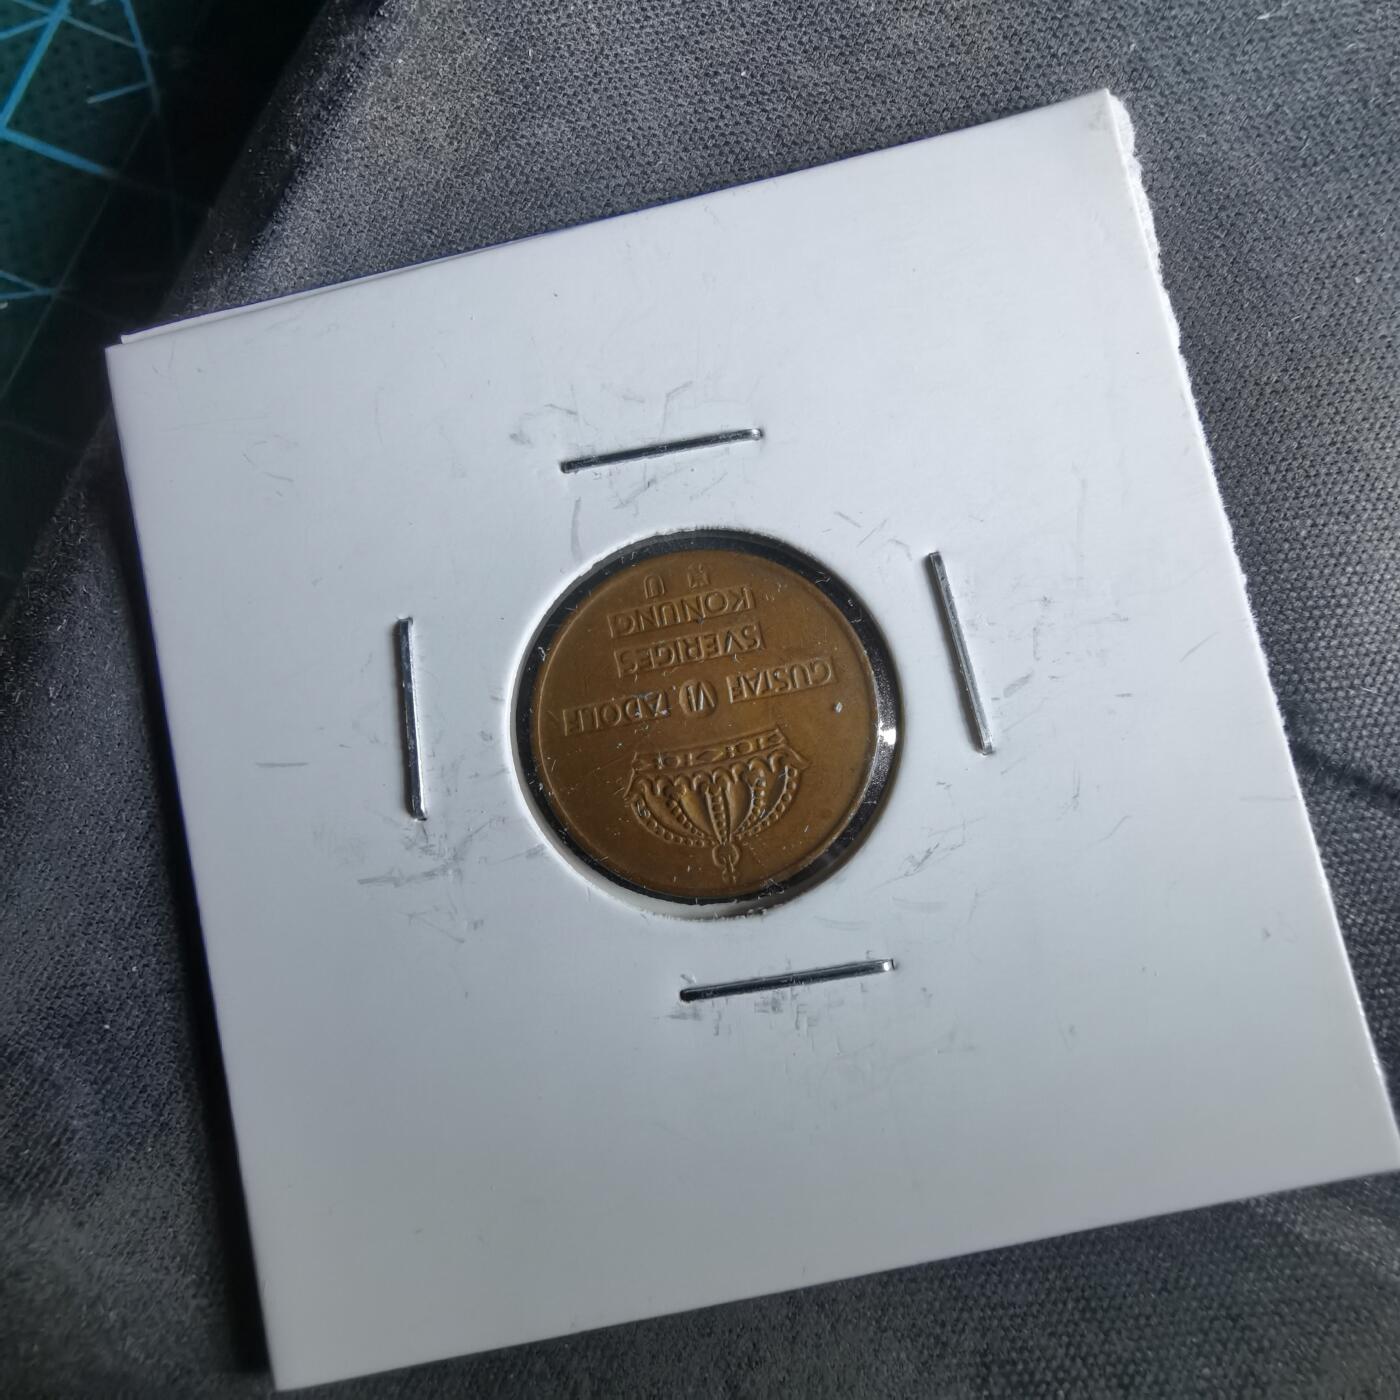 GUSTAF VI ADOLF
SVERIGES
KONUNG
U